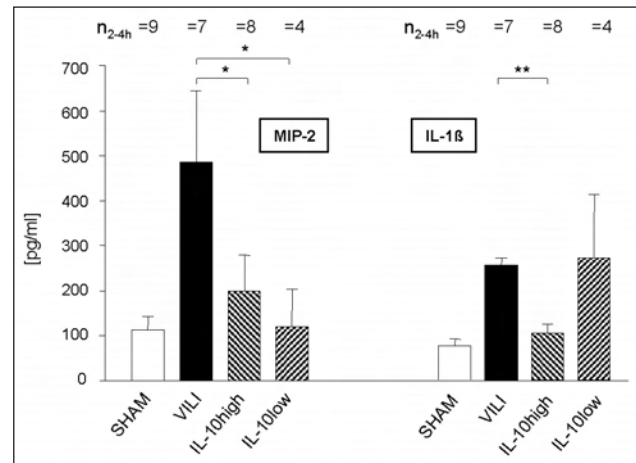 n2-4h =9 =7 =8 =4 n2-4h =9 =7 =8 =4
* **
*
700
600
500
400
300
200
100
0
[pg/ml]
MIP-2 IL-1ß
SHAM VILI IL-10high IL-10low SHAM VILI IL-10high IL-10low